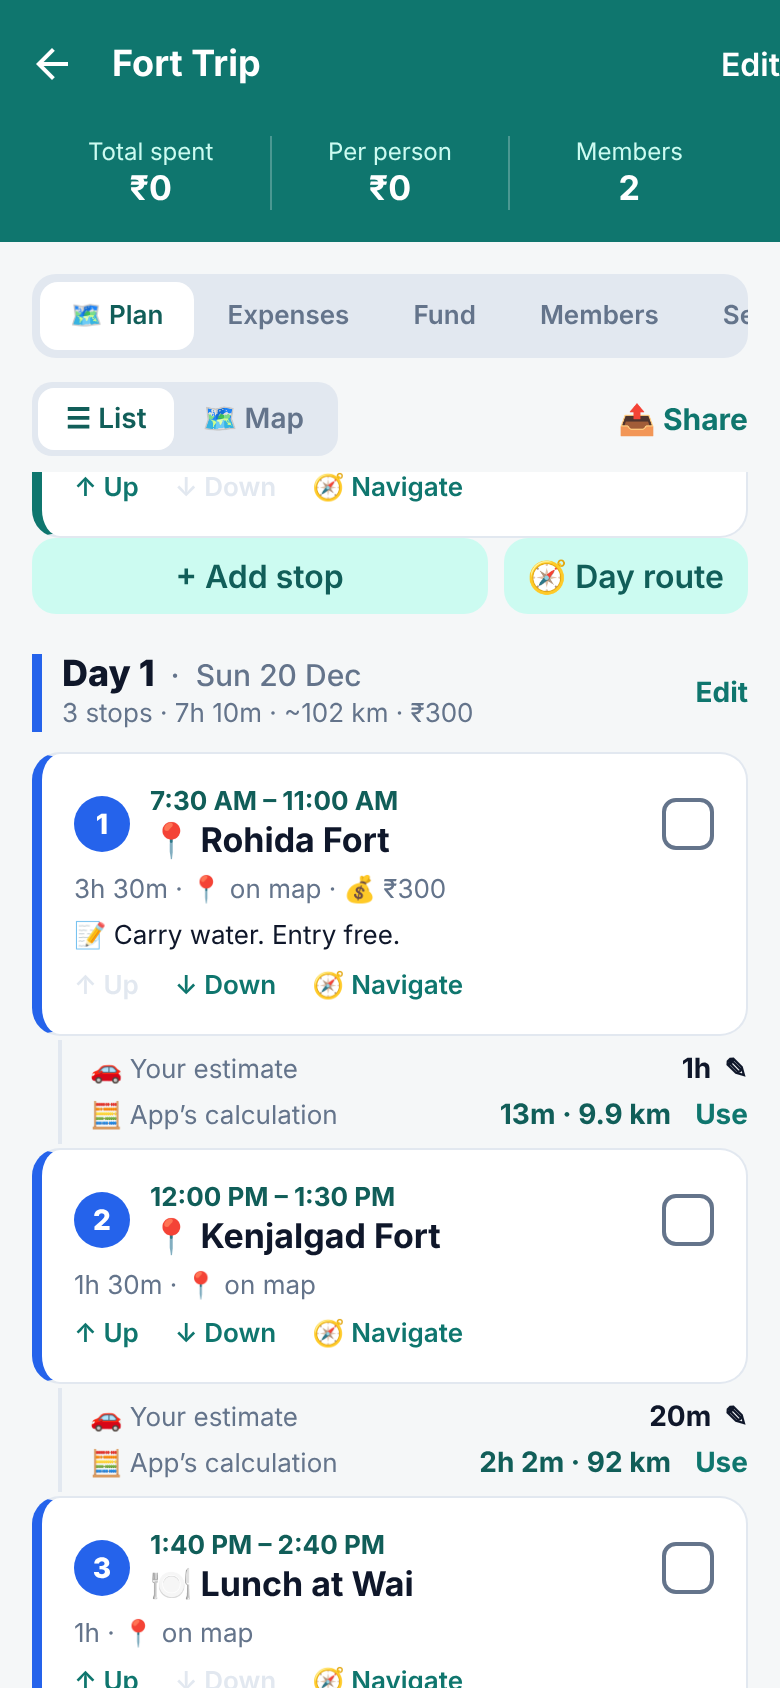 ← Fort Trip Edit
Total spent Per person Members
₹0 ₹0 2
🗺️ Plan Expenses Fund Members Se
☰ List 🗺️ Map 📤 Share
↑ Up ↓ Down 🧭 Navigate
+ Add stop 🧭 Day route
Day 1 · Sun 20 Dec
3 stops · 7h 10m · ~102 km · ₹300
Edit
7:30 AM – 11:00 AM
1 📍 Rohida Fort
3h 30m · 📍 on map · 💰 ₹300
📝 Carry water. Entry free.
↑ Up ↓ Down 🧭 Navigate
🚗 Your estimate 1h ✎
🧮 App’s calculation 13m · 9.9 km Use
12:00 PM – 1:30 PM
2 📍 Kenjalgad Fort
1h 30m · 📍 on map
↑ Up ↓ Down 🧭 Navigate
🚗 Your estimate 20m ✎
🧮 App’s calculation 2h 2m · 92 km Use
1:40 PM – 2:40 PM
3 🍽️ Lunch at Wai
1h · 📍 on map
↑ Up ↓ Down 🧭 Navigate